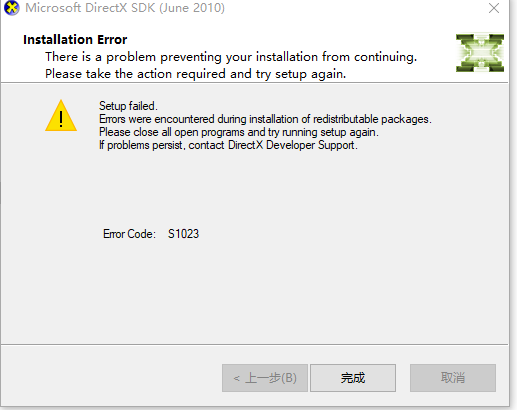 Microsoft DirectX SDK (June 2010)
Installation Error
There is a problem preventing your installation from continuing.
Please take the action required and try setup again.
Setup failed.
Errors were encountered during installation of redistributable packages.
Please close all open programs and try running setup again.
If problems persist, contact DirectX Developer Support.
Error Code: S1023
< 上一步(B)
完成
取消